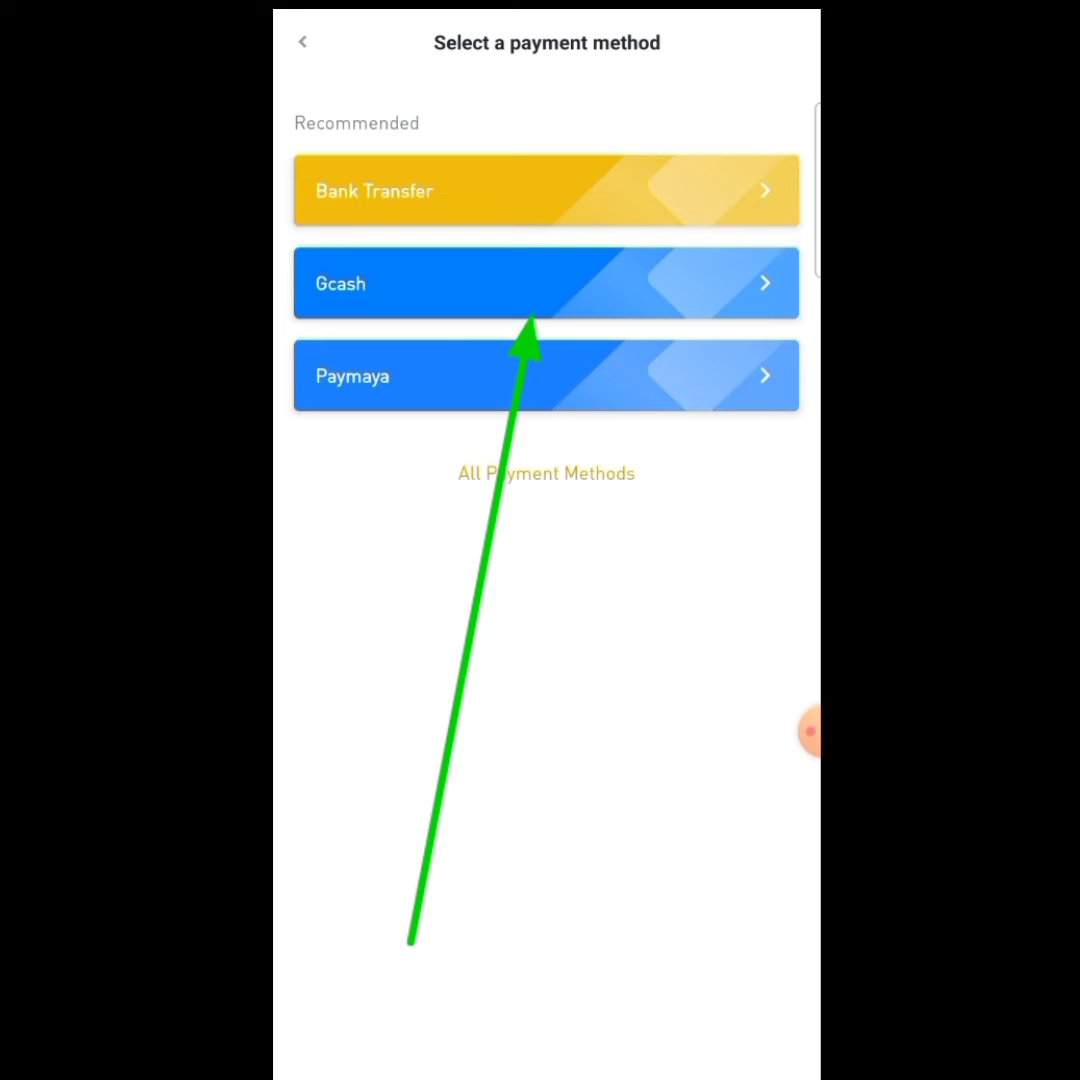 Select a payment method
Recommended
Bank Transfer
Gcash
Paymaya
All Payment Methods